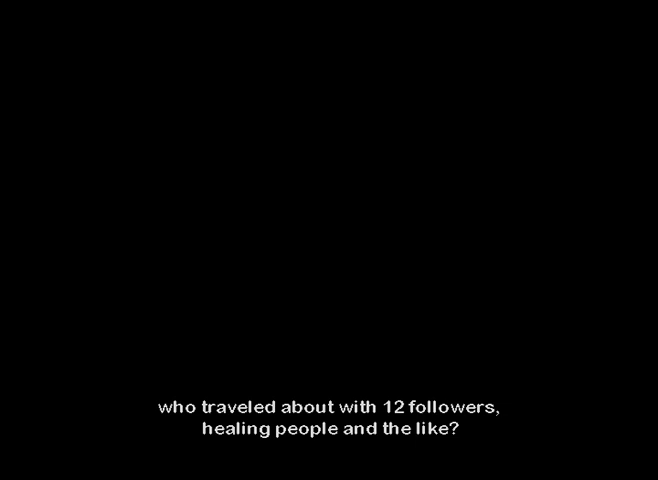 who traveled about with 12 followers,
healing people and the like?